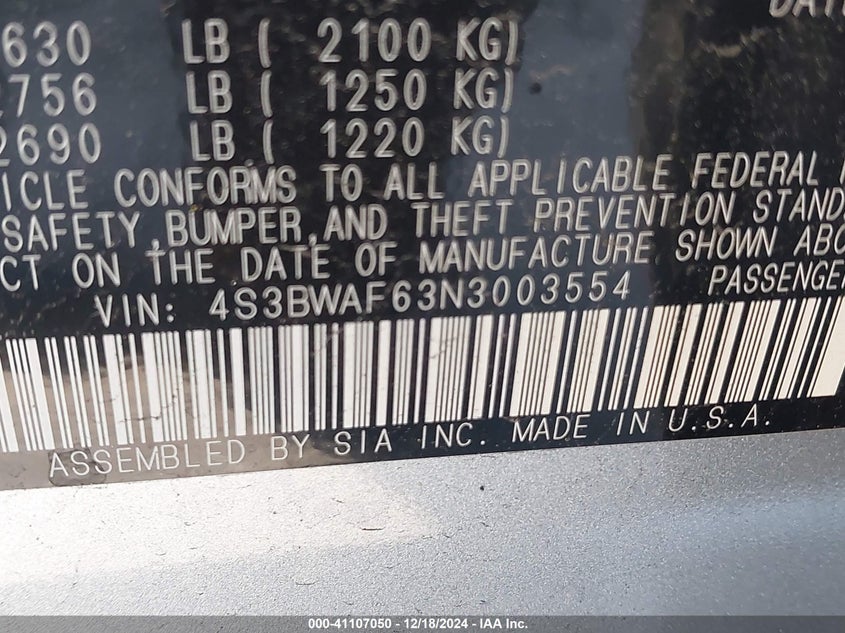 630 LB ( 2100 KG)
2756 LB ( 1250 KG)
2690 LB ( 1220 KG)
ICLE CONFORMS TO ALL APPLICABLE FEDERAL
SAFETY, BUMPER, AND THEFT PREVENTION STAND
CT ON THE DATE OF MANUFACTURE SHOWN ABO
VIN: 4S3BWAF63N3003554 PASSENGER
ASSEMBLED BY SIA INC. MADE IN U.S.A.
000-41107050 - 12/18/2024 - IAA Inc.